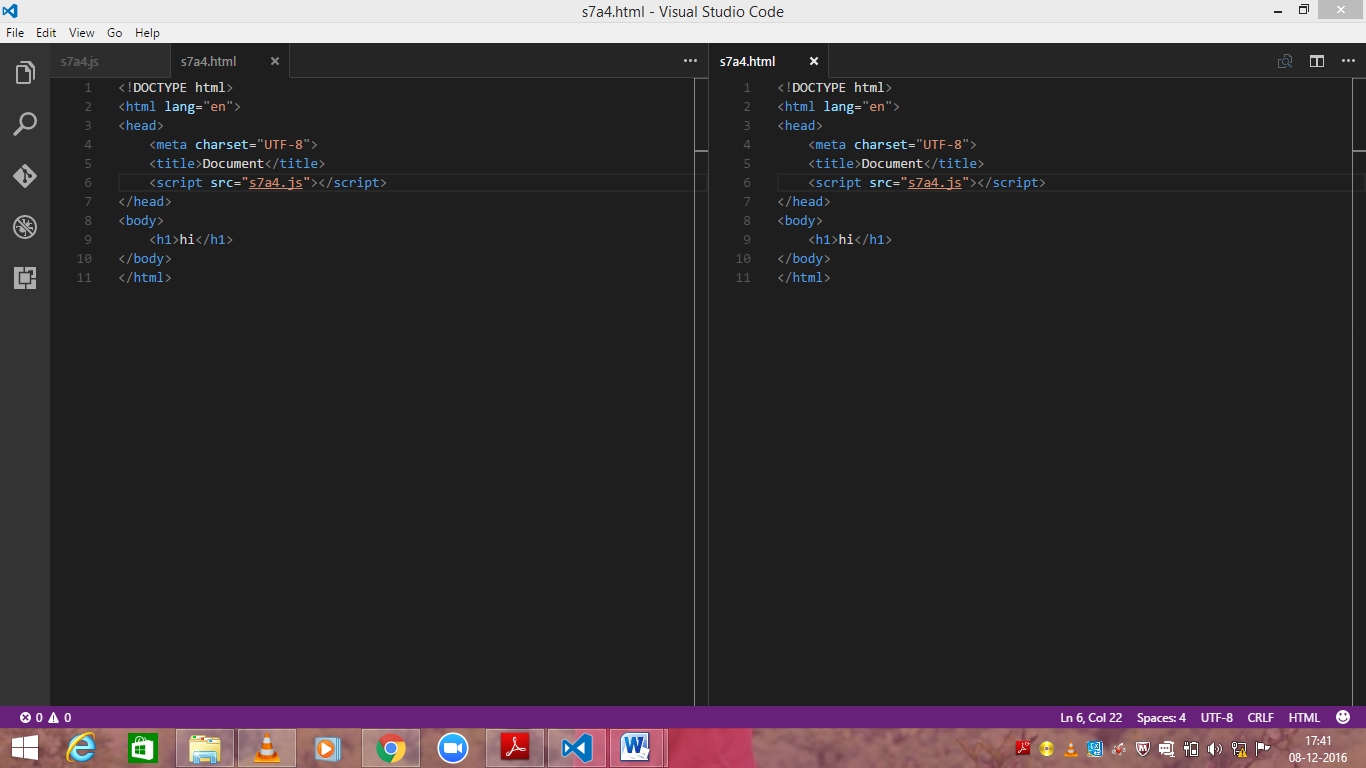 s7a4.html - Visual Studio Code
File Edit View Go Help
s7a4.js s7a4.html
1 <!DOCTYPE html>
2 <html lang="en">
3 <head>
4 <meta charset="UTF-8">
5 <title>Document</title>
6 <script src="s7a4.js"></script>
7 </head>
8 <body>
9 <h1>hi</h1>
10 </body>
11 </html>
s7a4.html
1 <!DOCTYPE html>
2 <html lang="en">
3 <head>
4 <meta charset="UTF-8">
5 <title>Document</title>
6 <script src="s7a4.js"></script>
7 </head>
8 <body>
9 <h1>hi</h1>
10 </body>
11 </html>
0 0 Ln 6, Col 22 Spaces: 4 UTF-8 CRLF HTML
17:41
08-12-2016